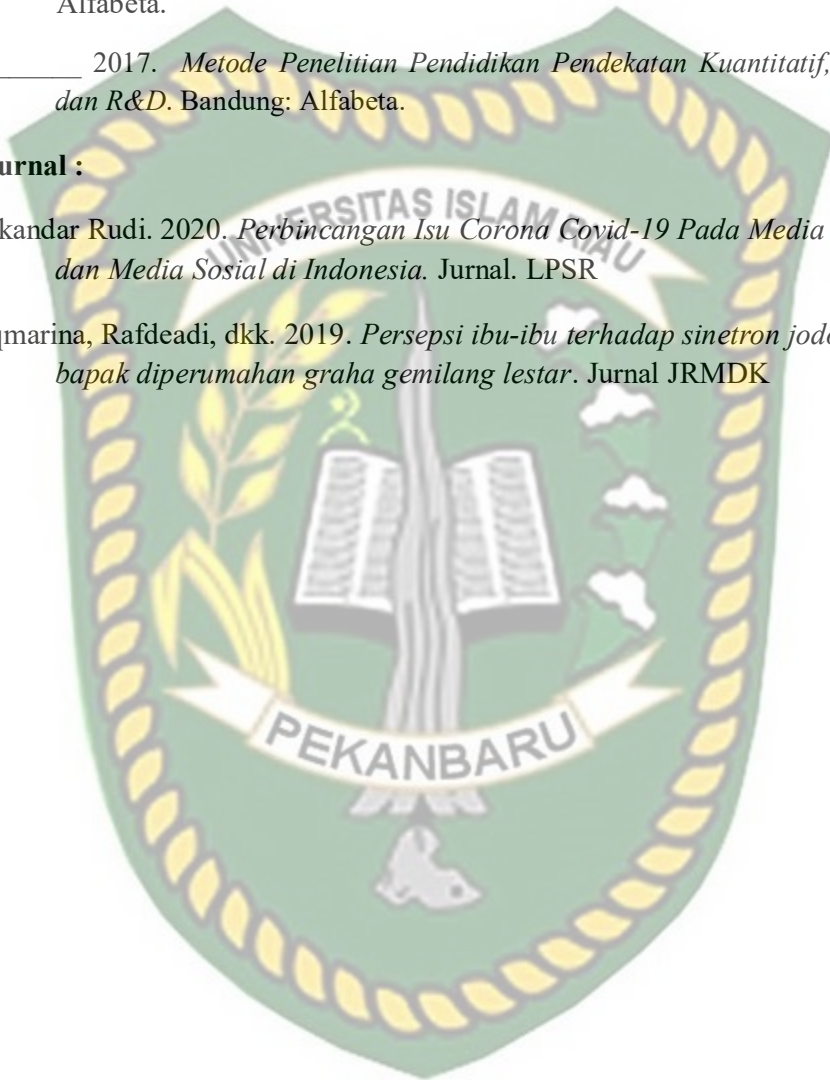 Alfabeta.
______ 2017. Metode Penelitian Pendidikan Pendekatan Kuantitatif,
dan R&D. Bandung: Alfabeta.
urnal :
kandar Rudi. 2020. Perbincangan Isu Corona Covid-19 Pada Media
dan Media Sosial di Indonesia. Jurnal. LPSR
qmarina, Rafdeadi, dkk. 2019. Persepsi ibu-ibu terhadap sinetron jodo
bapak diperumahan graha gemilang lestar. Jurnal JRMDK
UNIVERSITAS ISLAM RIAU
PEKANBARU